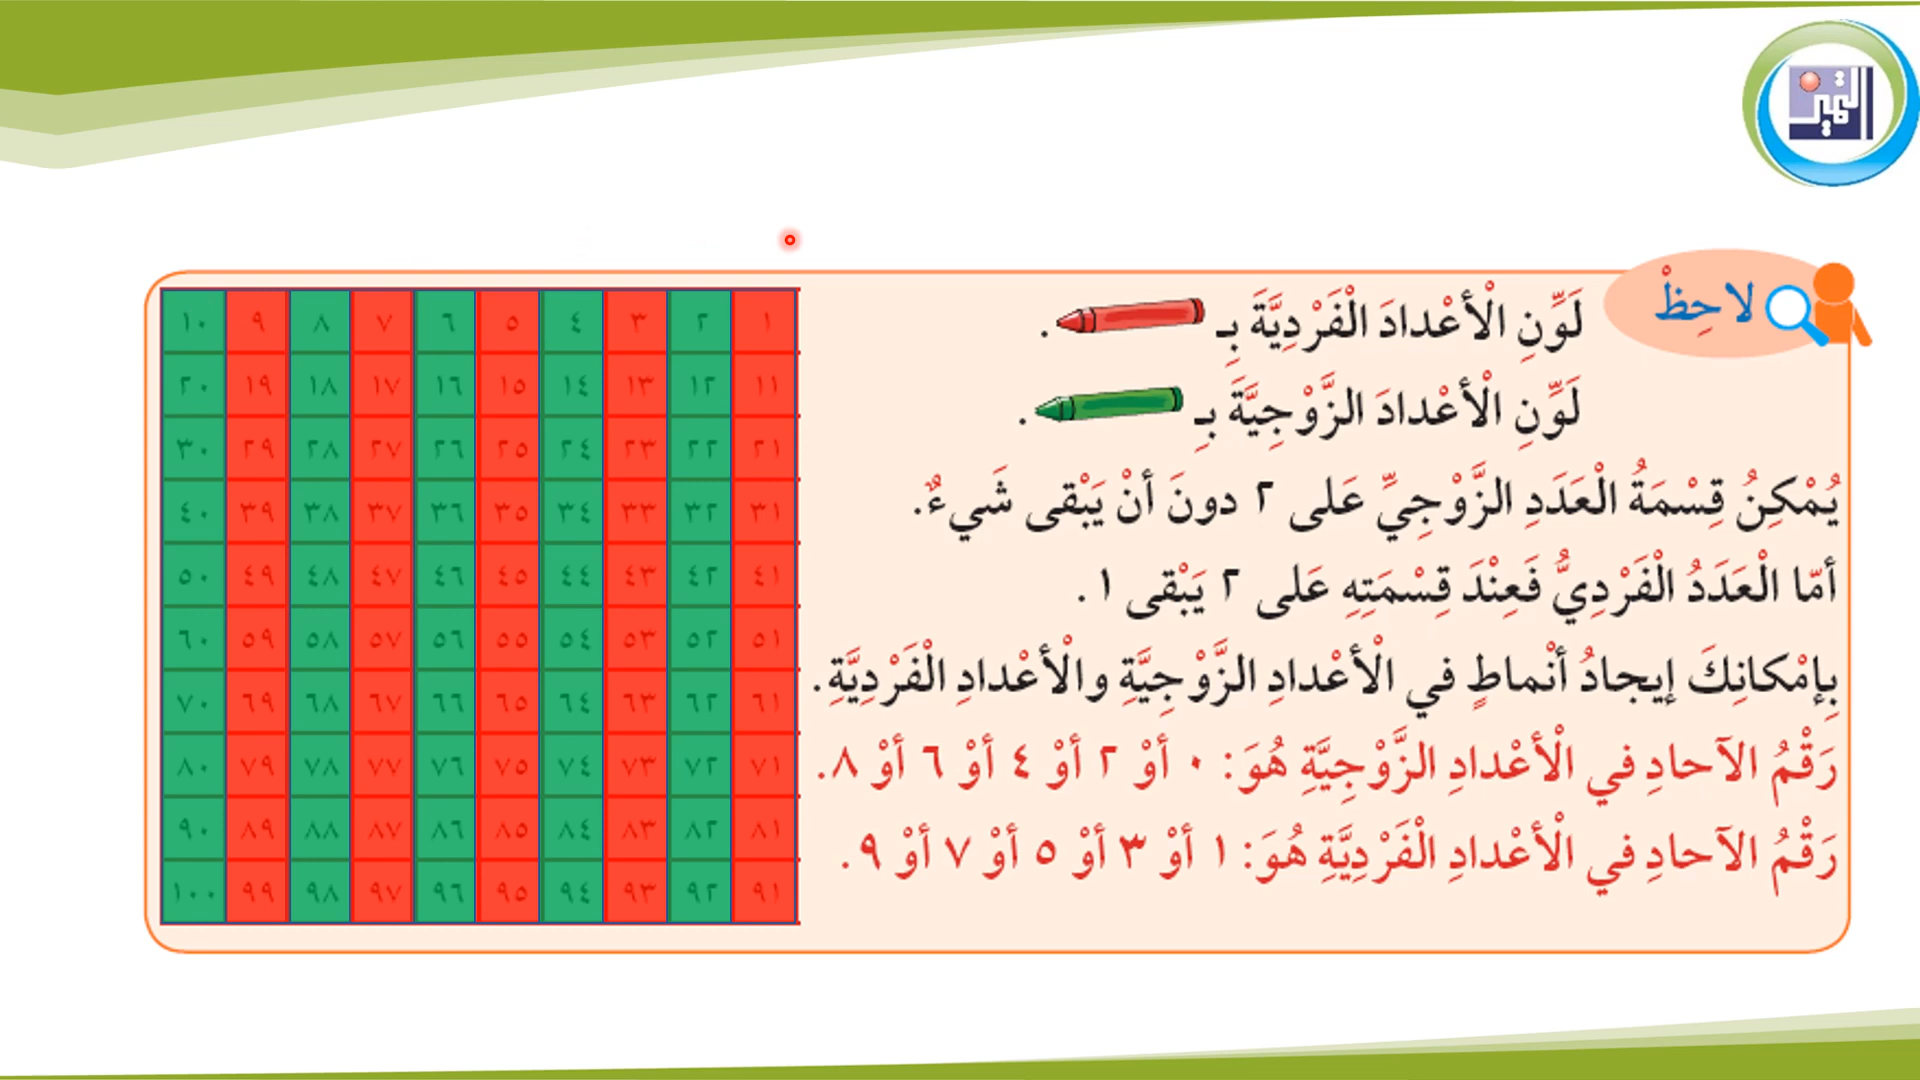 التميز
لاحِظْ
لَوِّنِ الْأَعْدادَ الْفَرْدِيَّةَ بِـ .
لَوِّنِ الْأَعْدادَ الزَّوْجِيَّةَ بِـ .
يُمْكِنُ قِسْمَةُ الْعَدَدِ الزَّوْجِيِّ عَلى ٢ دونَ أنْ يَبْقى شَيءٌ.
أمّا الْعَدَدُ الْفَرْدِيُّ فَعِنْدَ قِسْمَتِهِ عَلى ٢ يَبْقى ١ .
بِإمْكانِكَ إيجادُ أنْماطٍ في الْأعْدادِ الزَّوْجِيَّةِ والْأعْدادِ الْفَرْدِيَّةِ.
رَقْمُ الآحادِ في الْأعْدادِ الزَّوْجِيَّةِ هُوَ: ٠ أوْ ٢ أوْ ٤ أوْ ٦ أوْ ٨.
رَقْمُ الآحادِ في الْأعْدادِ الْفَرْدِيَّةِ هُوَ: ١ أوْ ٣ أوْ ٥ أوْ ٧ أوْ ٩.
١ ٢ ٣ ٤ ٥ ٦ ٧ ٨ ٩ ١٠
١١ ١٢ ١٣ ١٤ ١٥ ١٦ ١٧ ١٨ ١٩ ٢٠
٢١ ٢٢ ٢٣ ٢٤ ٢٥ ٢٦ ٢٧ ٢٨ ٢٩ ٣٠
٣١ ٣٢ ٣٣ ٣٤ ٣٥ ٣٦ ٣٧ ٣٨ ٣٩ ٤٠
٤١ ٤٢ ٤٣ ٤٤ ٤٥ ٤٦ ٤٧ ٤٨ ٤٩ ٥٠
٥١ ٥٢ ٥٣ ٥٤ ٥٥ ٥٦ ٥٧ ٥٨ ٥٩ ٦٠
٦١ ٦٢ ٦٣ ٦٤ ٦٥ ٦٦ ٦٧ ٦٨ ٦٩ ٧٠
٧١ ٧٢ ٧٣ ٧٤ ٧٥ ٧٦ ٧٧ ٧٨ ٧٩ ٨٠
٨١ ٨٢ ٨٣ ٨٤ ٨٥ ٨٦ ٨٧ ٨٨ ٨٩ ٩٠
٩١ ٩٢ ٩٣ ٩٤ ٩٥ ٩٦ ٩٧ ٩٨ ٩٩ ١٠٠